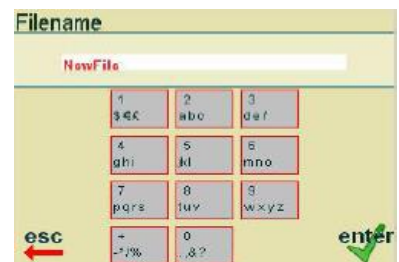 Filename
NewFile
1 2 3
$€£ abc def
4 5 6
ghi jkl mno
7 8 9
pqrs tuv wxyz
esc + 0 enter
-*/% .,&?